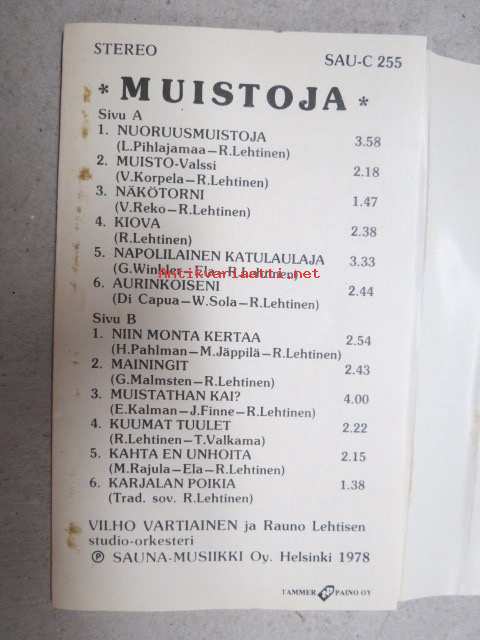 STEREO SAU-C 255
* MUISTOJA *
Sivu A
1. NUORUUSMUISTOJA 3.58
(L.Pihlajamaa—R.Lehtinen)
2. MUISTO-Valssi 2.18
(V.Korpela—R.Lehtinen)
3. NÄKÖTORNI 1.47
(V.Reko—R.Lehtinen)
4. KIOVA 2.38
(R.Lehtinen)
5. NAPOLILAINEN KATULAULAJA 3.33
(G.Winkler—Ela—R.Lehtinen)
antikvariaatti.net
6. AURINKOISENI 2.44
(Di Capua—W.Sola—R.Lehtinen)
Sivu B
1. NIIN MONTA KERTAA 2.54
(H.Pahlman—M.Jäppilä—R.Lehtinen)
2. MAININGIT 2.43
(G.Malmsten—R.Lehtinen)
3. MUISTATHAN KAI? 4.00
(E.Kalman—J.Finne—R.Lehtinen)
4. KUUMAT TUULET 2.22
(R.Lehtinen—T.Valkama)
5. KAHTA EN UNHOITA 2.15
(M.Rajula—Ela—R.Lehtinen)
6. KARJALAN POIKIA 1.38
(Trad. sov. R.Lehtinen)
VILHO VARTIAINEN ja Rauno Lehtisen
studio-orkesteri
Ⓟ SAUNA-MUSIIKKI Oy. Helsinki 1978
TAMMER PAINO OY